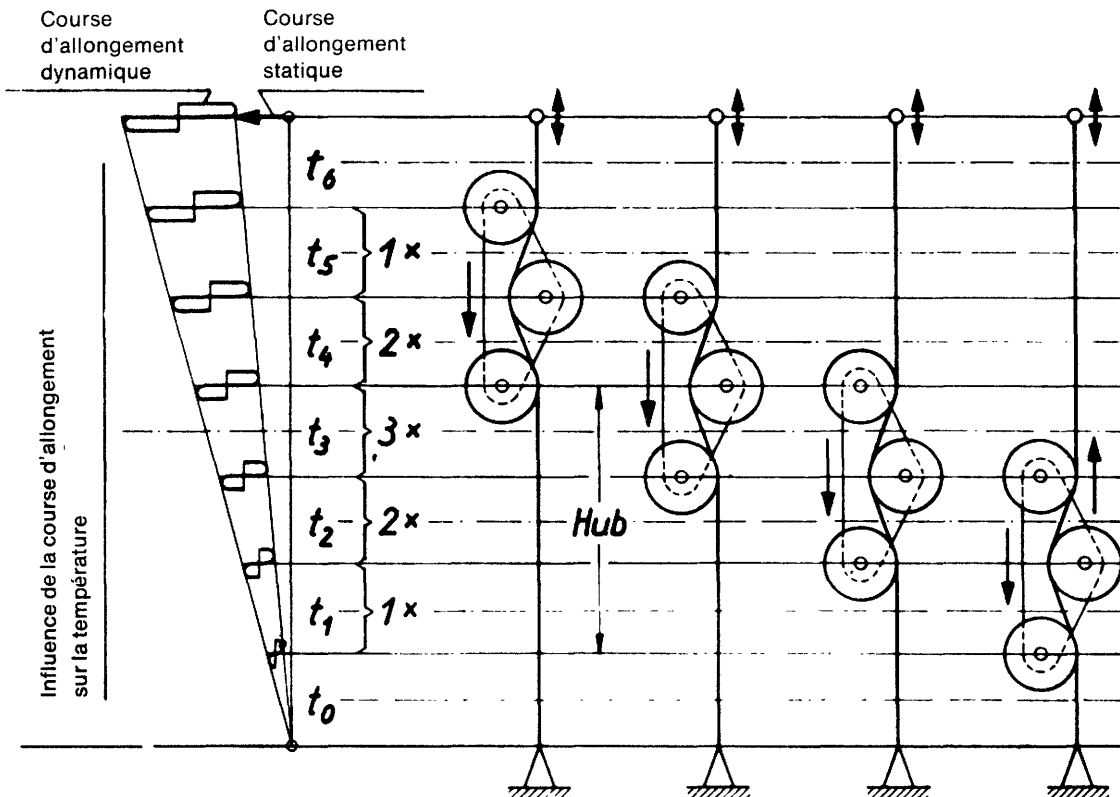 Course
d'allongement
dynamique
Course
d'allongement
statique
Influence de la course d'allongement
sur la température
t6
t5 1×
t4 2×
t3 3×
t2 2×
t1 1×
t0
Hub